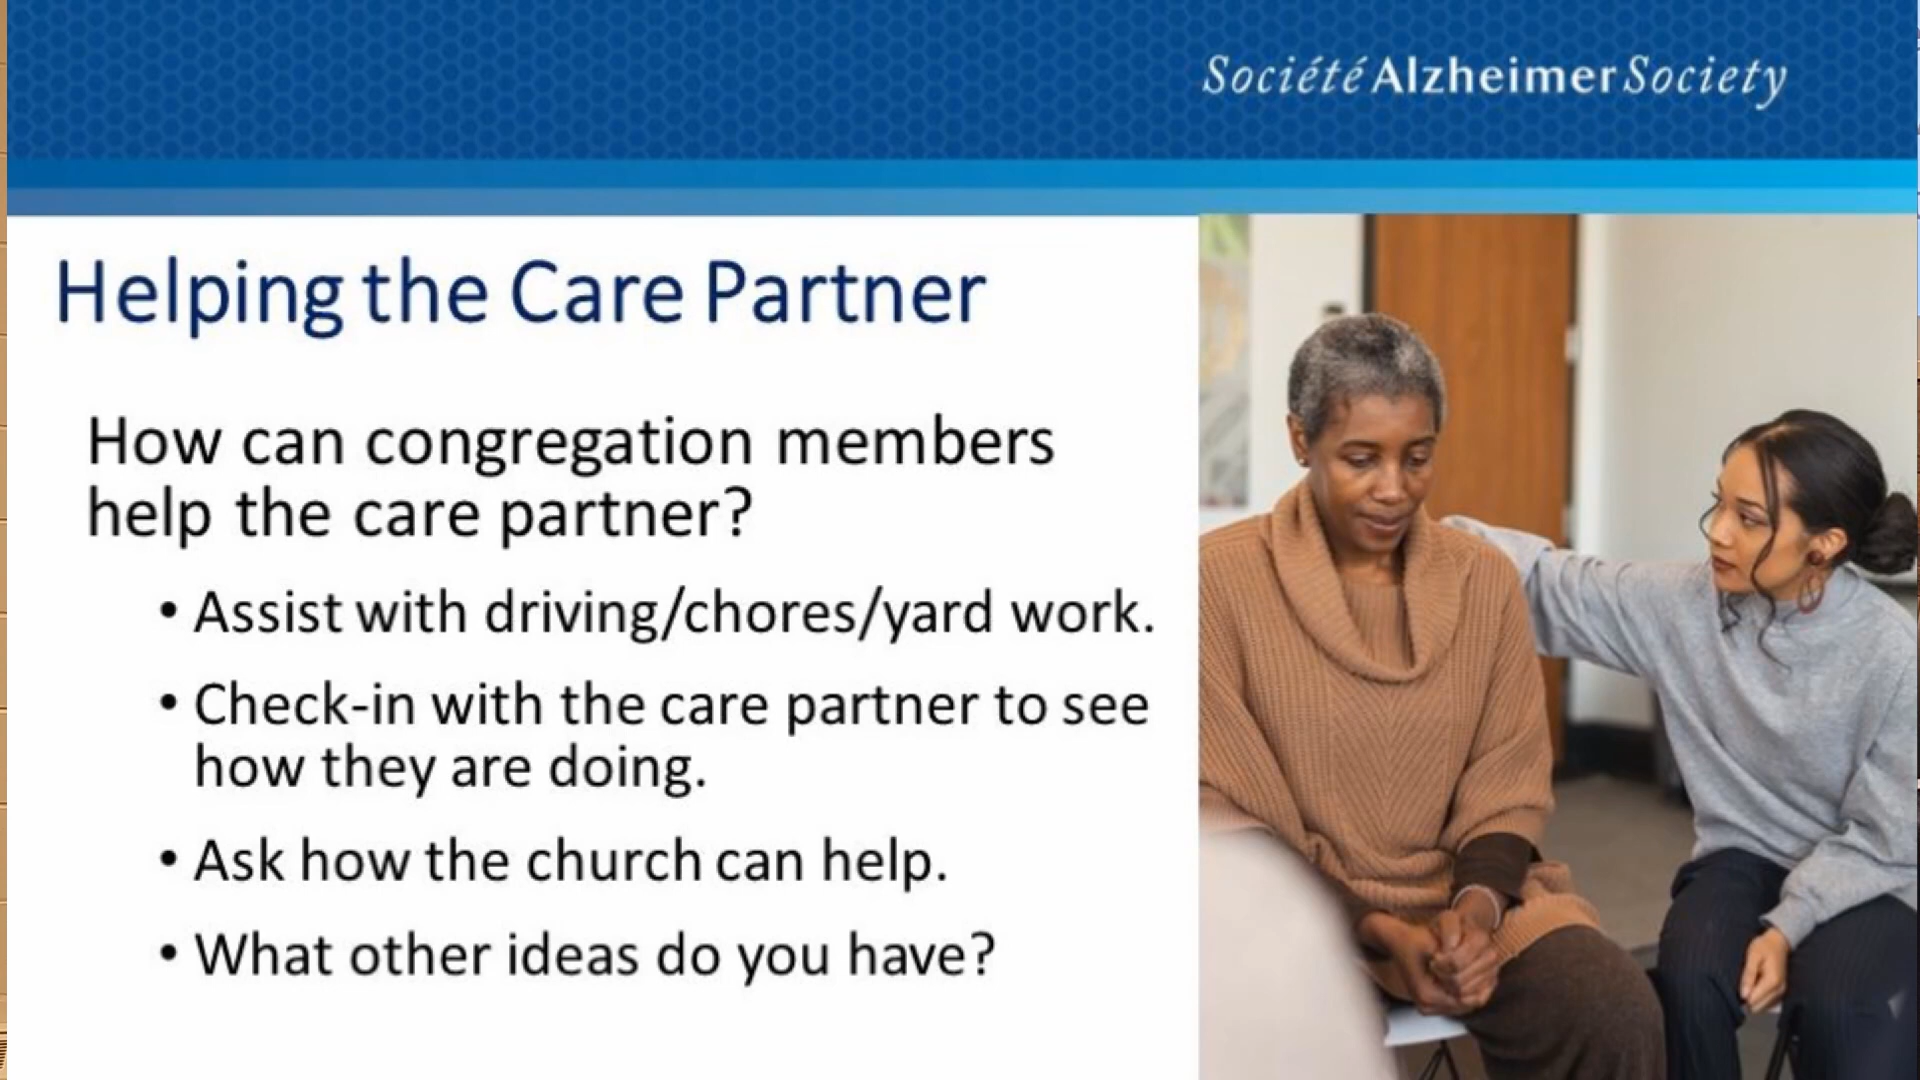 Société Alzheimer Society
Helping the Care Partner
How can congregation members
help the care partner?
• Assist with driving/chores/yard work.
• Check-in with the care partner to see
how they are doing.
• Ask how the church can help.
• What other ideas do you have?